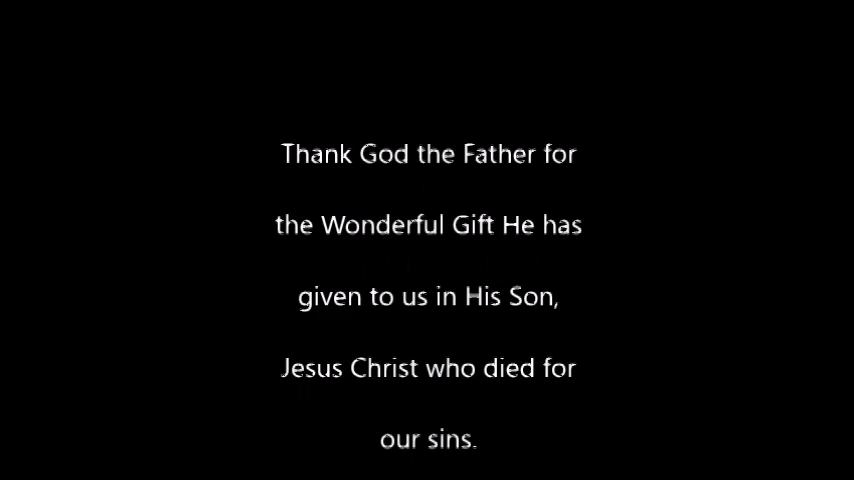 Thank God the Father for
the Wonderful Gift He has
given to us in His Son,
Jesus Christ who died for
our sins.